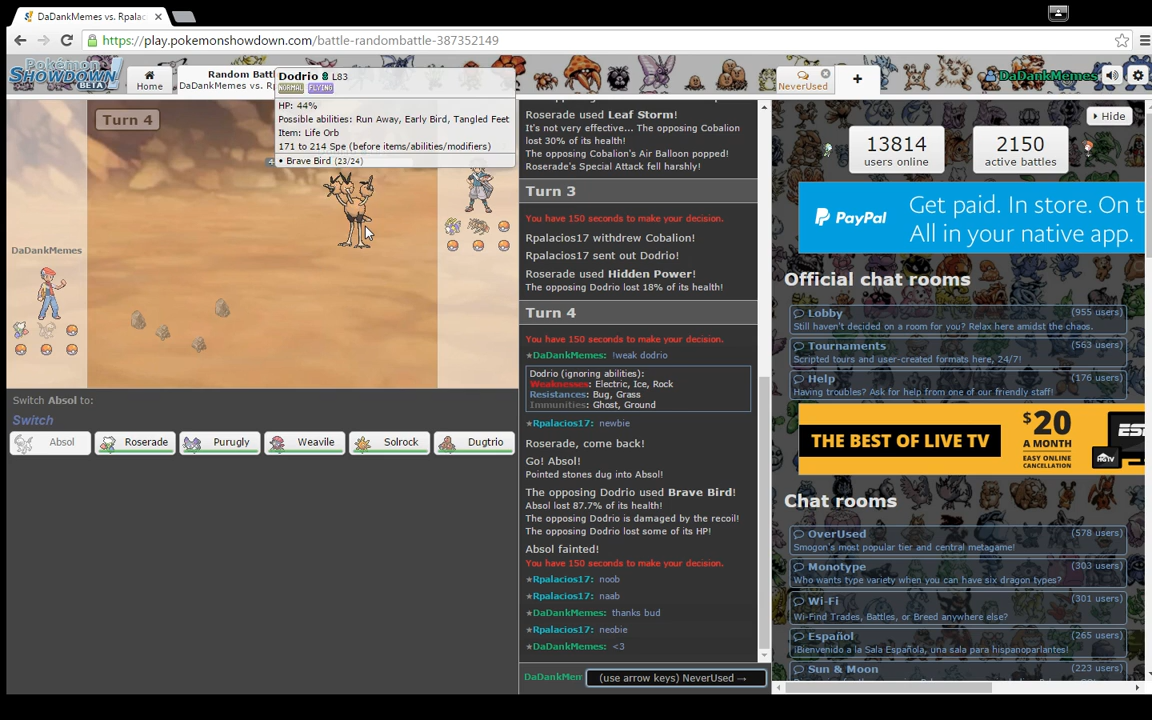 DaDankMemes vs. Rpalac
https://play.pokemonshowdown.com/battle-randombattle-387352149
Pokémon
SHOWDOWN!
BETA
Home
Random Batt
DaDankMemes vs. Rp
NeverUsed
DaDankMemes
Dodrio L83
NORMAL FLYING
HP: 44%
Possible abilities: Run Away, Early Bird, Tangled Feet
Item: Life Orb
171 to 214 Spe (before items/abilities/modifiers)
• Brave Bird (23/24)
Turn 4
DaDankMemes
Switch Absol to:
Switch
Absol
Roserade
Purugly
Weavile
Solrock
Dugtrio
Roserade used Leaf Storm!
It's not very effective... The opposing Cobalion
lost 30% of its health!
The opposing Cobalion's Air Balloon popped!
Roserade's Special Attack fell harshly!
Turn 3
You have 150 seconds to make your decision.
Rpalacios17 withdrew Cobalion!
Rpalacios17 sent out Dodrio!
Roserade used Hidden Power!
The opposing Dodrio lost 18% of its health!
Turn 4
You have 150 seconds to make your decision.
★DaDankMemes: !weak dodrio
Dodrio (ignoring abilities):
Weaknesses: Electric, Ice, Rock
Resistances: Bug, Grass
Immunities: Ghost, Ground
★Rpalacios17: newbie
Roserade, come back!
Go! Absol!
Pointed stones dug into Absol!
The opposing Dodrio used Brave Bird!
Absol lost 87.7% of its health!
The opposing Dodrio is damaged by the recoil!
The opposing Dodrio lost some of its HP!
Absol fainted!
You have 150 seconds to make your decision.
★Rpalacios17: noob
★Rpalacios17: naab
★DaDankMemes: thanks bud
★Rpalacios17: neobie
★DaDankMemes: <3
DaDankMem
(use arrow keys) NeverUsed →
Hide
13814
users online
2150
active battles
PayPal
Get paid. In store. On t
All in your native app.
Official chat rooms
Lobby
(955 users)
Still haven't decided on a room for you? Relax here amidst the chaos.
Tournaments
(563 users)
Scripted tours and user-created formats here, 24/7!
Help
(176 users)
Having troubles? Ask for help from one of our friendly staff!
THE BEST OF LIVE TV
$20
A MONTH
EASY ONLINE
CANCELLATION
HGTV
Chat rooms
OverUsed
(578 users)
Smogon's most popular tier and central metagame!
Monotype
(303 users)
Who wants type variety when you can have six dragon types?
Wi-Fi
(301 users)
Wi-Find Trades, Battles, or Breed anywhere else?
Español
(265 users)
¡Bienvenido a la Sala Española, una sala para hispanoparlantes!
Sun & Moon
(223 users)